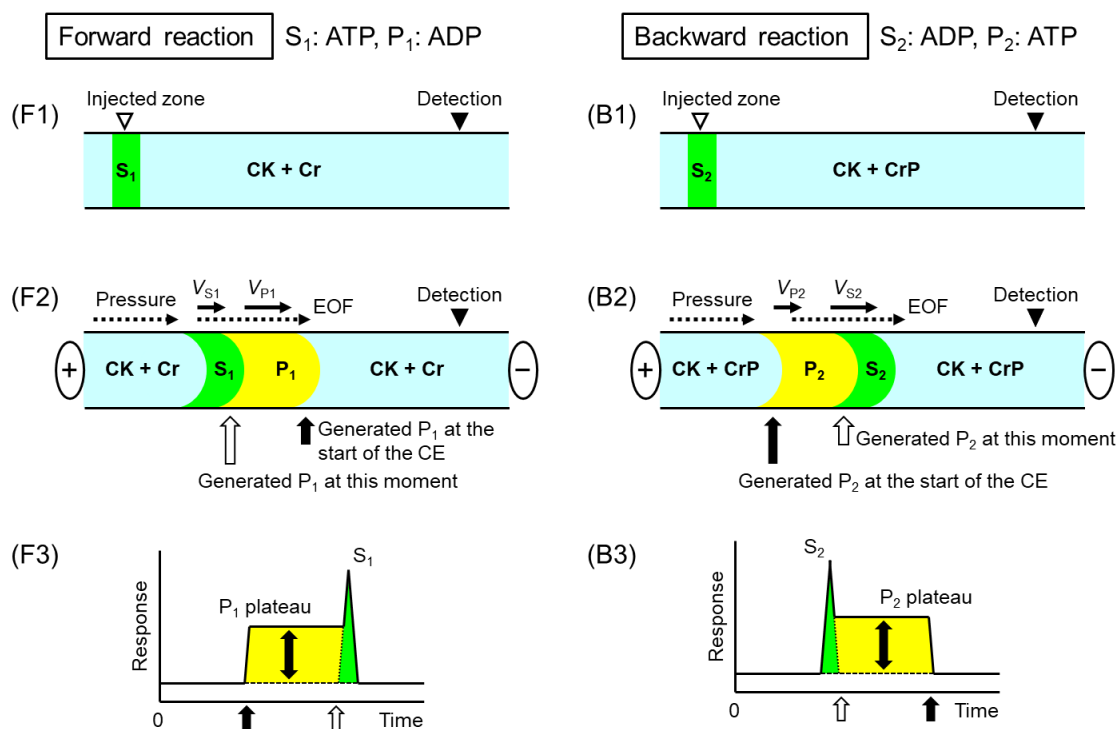 Forward reaction S₁: ATP, P₁: ADP
Backward reaction S₂: ADP, P₂: ATP
(F1)
Injected zone
Detection
S₁
CK + Cr
(B1)
Injected zone
Detection
S₂
CK + CrP
(F2)
Pressure
V_S1
V_P1
EOF
Detection
+
CK + Cr
S₁
P₁
CK + Cr
−
Generated P₁ at the
start of the CE
Generated P₁ at this moment
(B2)
Pressure
V_P2
V_S2
EOF
Detection
+
CK + CrP
P₂
S₂
CK + CrP
−
Generated P₂ at this moment
Generated P₂ at the start of the CE
(F3)
Response
P₁ plateau
S₁
0
Time
(B3)
Response
S₂
P₂ plateau
0
Time